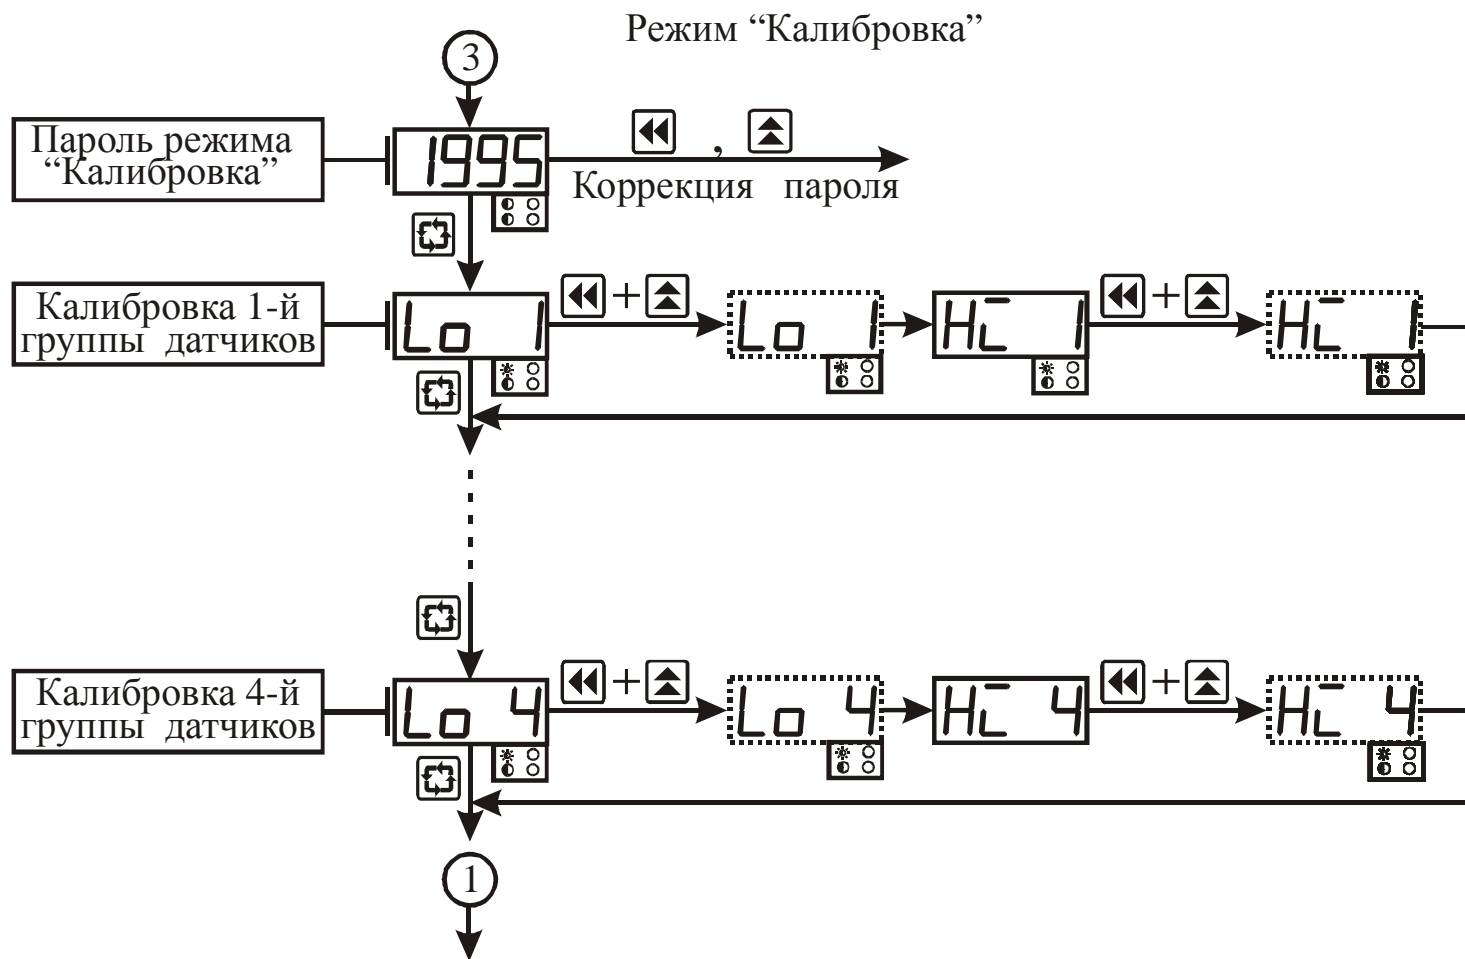 Режим “Калибровка”
3
Пароль режима
“Калибровка”
1995
,
Коррекция пароля
Калибровка 1-й
группы датчиков
Lo 1
+
Lo 1
Hi 1
+
Hi 1
Калибровка 4-й
группы датчиков
Lo 4
+
Lo 4
Hi 4
+
Hi 4
1